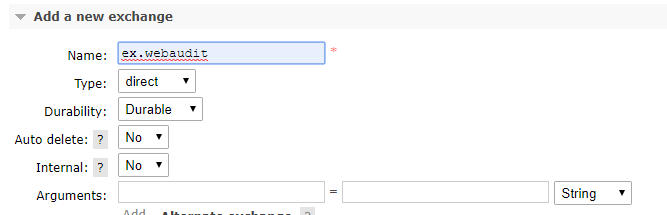 Add a new exchange
Name: ex.webaudit *
Type: direct
Durability: Durable
Auto delete: ? No
Internal: ? No
Arguments: = String
Add Alternate exchange ?